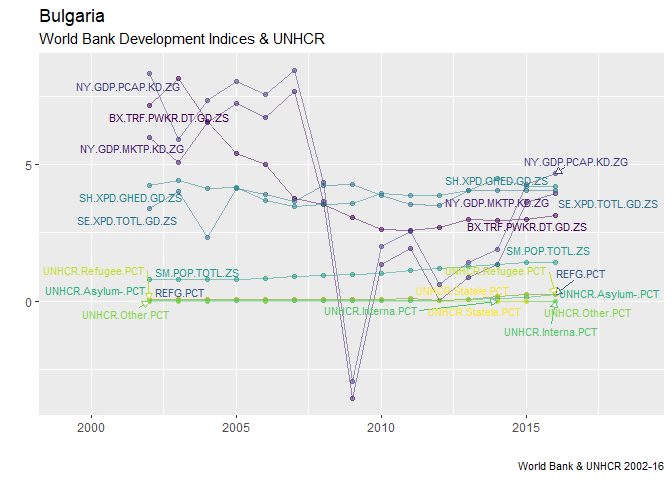 Bulgaria
World Bank Development Indices & UNHCR
NY.GDP.PCAP.KD.ZG
BX.TRF.PWKR.DT.GD.ZS
NY.GDP.MKTP.KD.ZG
NY.GDP.PCAP.KD.ZG
5
SH.XPD.GHED.GD.ZS
SH.XPD.GHED.GD.ZS
SE.XPD.TOTL.GD.ZS
NY.GDP.MKTP.KD.ZG
SE.XPD.TOTL.GD.ZS
BX.TRF.PWKR.DT.GD.ZS
SM.POP.TOTL.ZS
UNHCR.Refugee.PCT
SM.POP.TOTL.ZS
UNHCR.Refugee.PCT
REFG.PCT
UNHCR.Asylum-.PCT
REFG.PCT
UNHCR.Statele.PCT
UNHCR.Asylum-.PCT
0
UNHCR.Other.PCT
UNHCR.Interna.PCT
UNHCR.Statele.PCT
UNHCR.Other.PCT
UNHCR.Interna.PCT
2000
2005
2010
2015
World Bank & UNHCR 2002-16